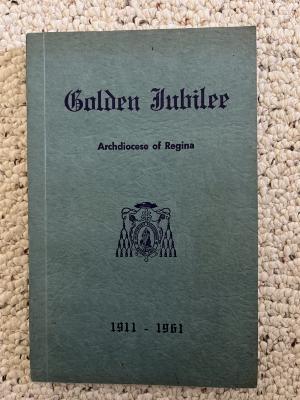 Golden Jubilee
Archdiocese of Regina
1911 - 1961